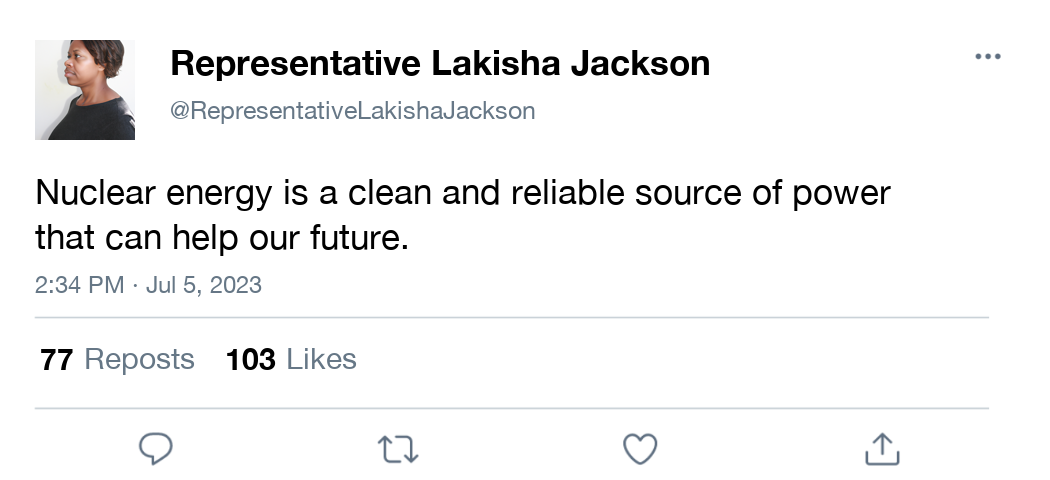 Representative Lakisha Jackson
@RepresentativeLakishaJackson
Nuclear energy is a clean and reliable source of power
that can help our future.
2:34 PM · Jul 5, 2023
77 Reposts 103 Likes